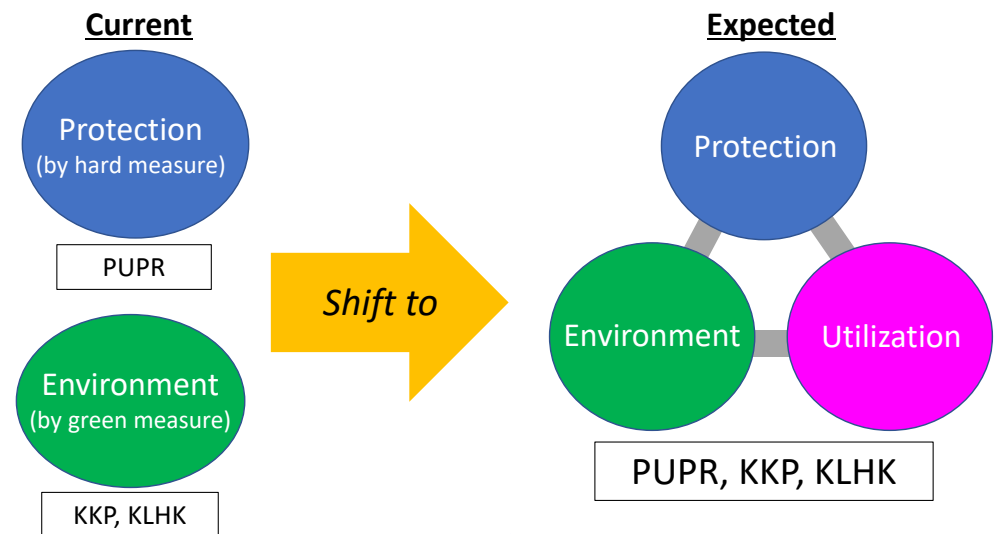 Current
Protection
(by hard measure)
PUPR
Environment
(by green measure)
KKP, KLHK
Shift to
Expected
Protection
Environment
Utilization
PUPR, KKP, KLHK